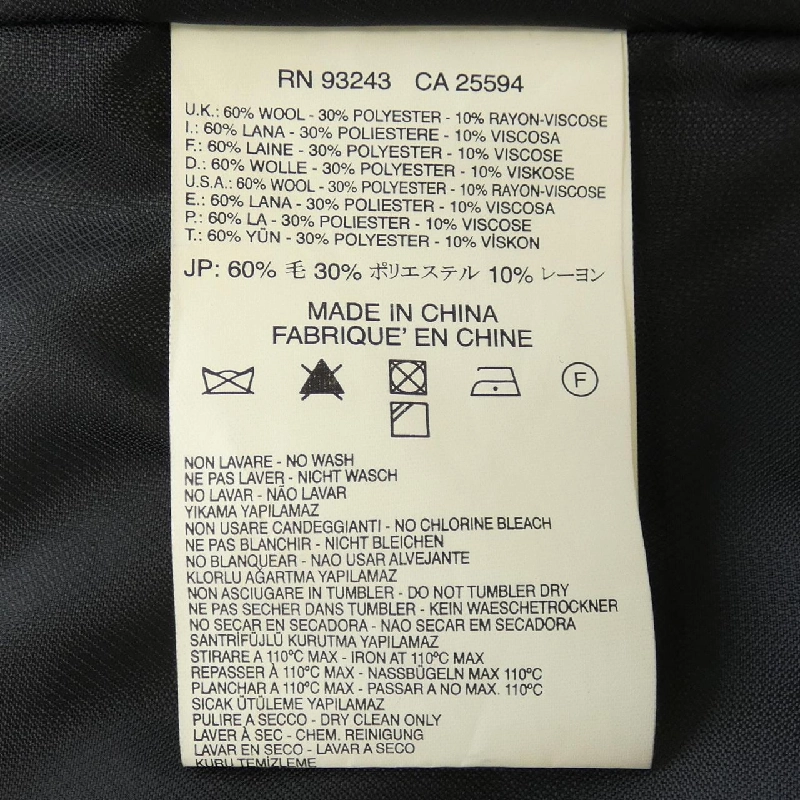 RN 93243 CA 25594
U.K.: 60% WOOL - 30% POLYESTER - 10% RAYON-VISCOSE
I.: 60% LANA - 30% POLIESTERE - 10% VISCOSA
F.: 60% LAINE - 30% POLYESTER - 10% VISCOSE
D.: 60% WOLLE - 30% POLYESTER - 10% VISKOSE
U.S.A.: 60% WOOL - 30% POLYESTER - 10% RAYON-VISCOSE
E.: 60% LANA - 30% POLIESTER - 10% VISCOSA
P.: 60% LA - 30% POLIESTER - 10% VISCOSE
T.: 60% YÜN - 30% POLYESTER - 10% VİSKON
JP: 60% 毛 30% ポリエステル 10% レーヨン
MADE IN CHINA
FABRIQUE' EN CHINE
F
NON LAVARE - NO WASH
NE PAS LAVER - NICHT WASCH
NO LAVAR - NÃO LAVAR
YIKAMA YAPILAMAZ
NON USARE CANDEGGIANTI - NO CHLORINE BLEACH
NE PAS BLANCHIR - NICHT BLEICHEN
NO BLANQUEAR - NAO USAR ALVEJANTE
KLORLU AĞARTMA YAPILAMAZ
NON ASCIUGARE IN TUMBLER - DO NOT TUMBLER DRY
NE PAS SECHER DANS TUMBLER - KEIN WAESCHETROCKNER
NO SECAR EN SECADORA - NÃO SECAR EM SECADORA
SANTRİFÜJLÜ KURUTMA YAPILAMAZ
STIRARE A 110°C MAX - IRON AT 110°C MAX
REPASSER À 110°C MAX - NASSBÜGELN MAX 110°C
PLANCHAR A 110°C MAX - PASSAR A NO MAX. 110°C
SICAK ÜTÜLEME YAPILAMAZ
PULIRE A SECCO - DRY CLEAN ONLY
LAVER À SEC - CHEM. REINIGUNG
LAVAR EN SECO - LAVAR A SECO
KURU TEMİZLEME